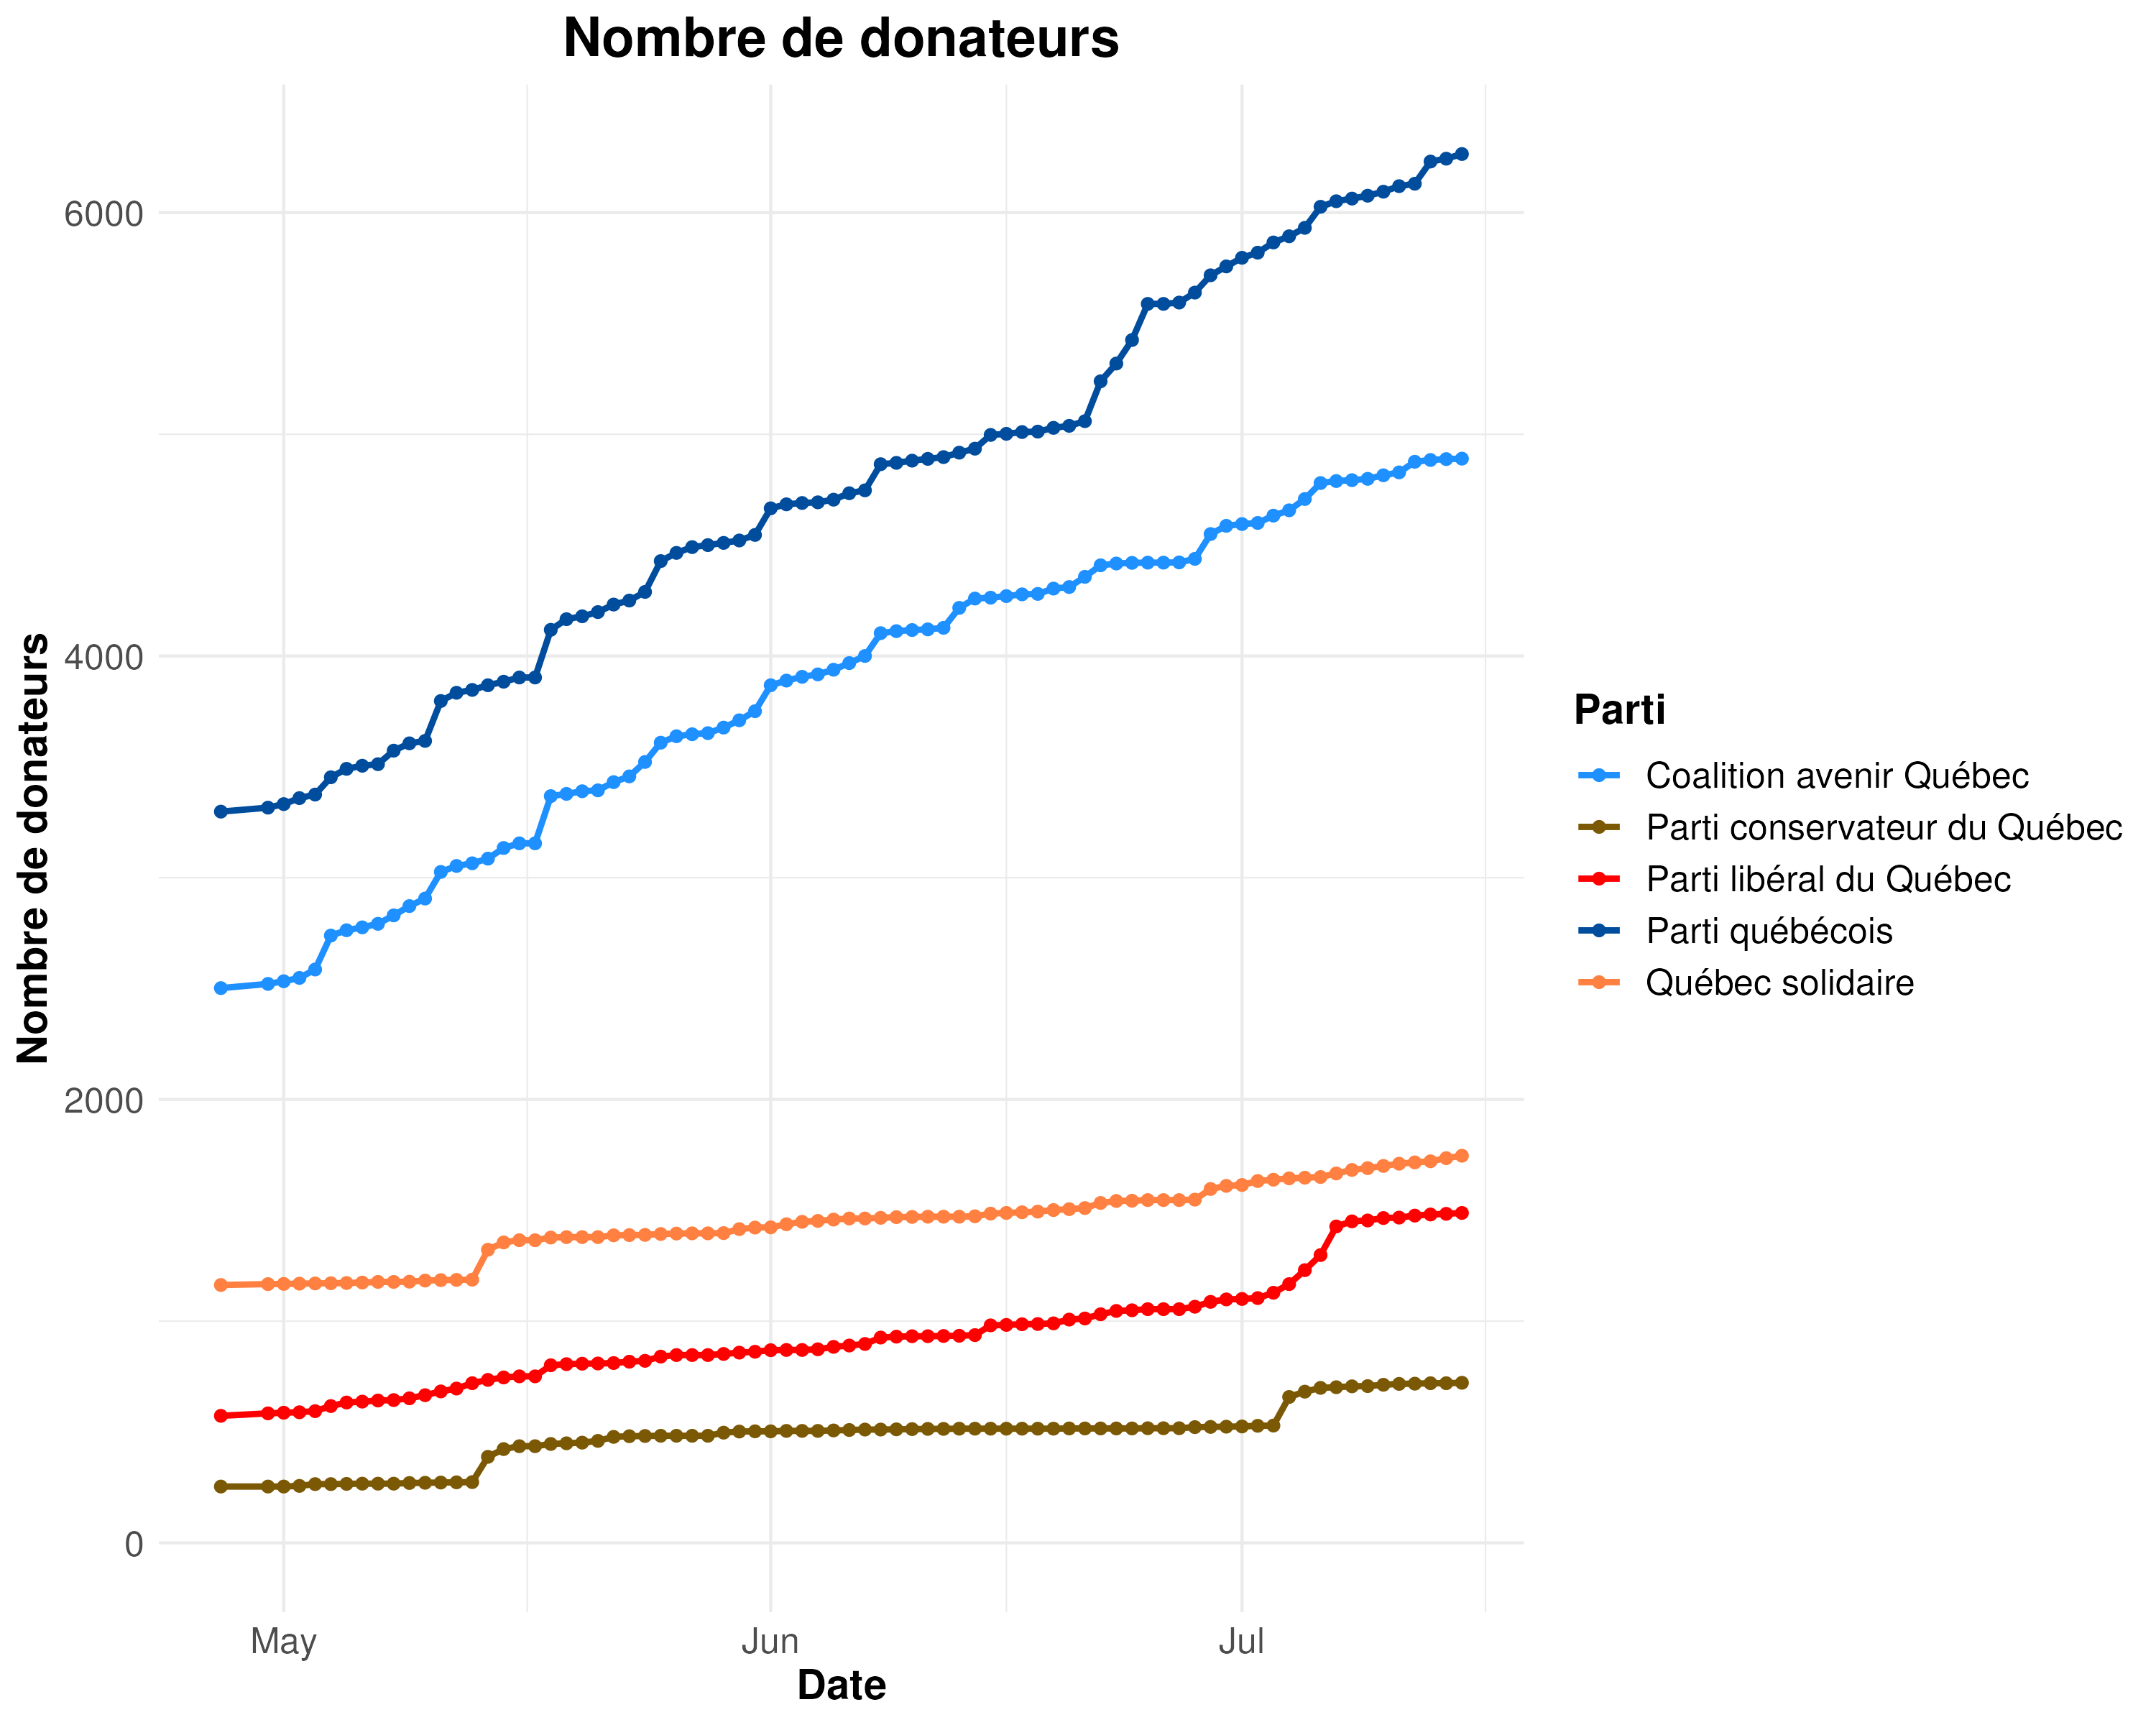 Nombre de donateurs
Nombre de donateurs
6000
4000
2000
0
May
Jun
Jul
Date
Parti
Coalition avenir Québec
Parti conservateur du Québec
Parti libéral du Québec
Parti québécois
Québec solidaire